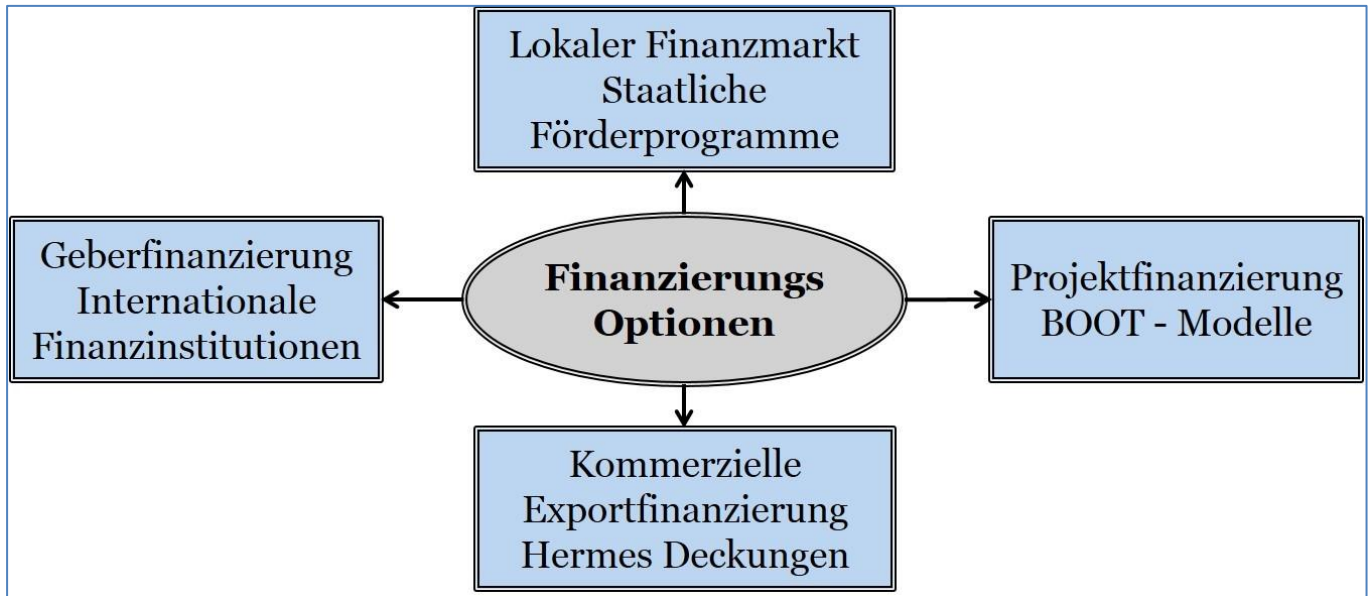 Lokaler Finanzmarkt
Staatliche
Förderprogramme
Geberfinanzierung
Internationale
Finanzinstitutionen
Finanzierungs
Optionen
Projektfinanzierung
BOOT - Modelle
Kommerzielle
Exportfinanzierung
Hermes Deckungen